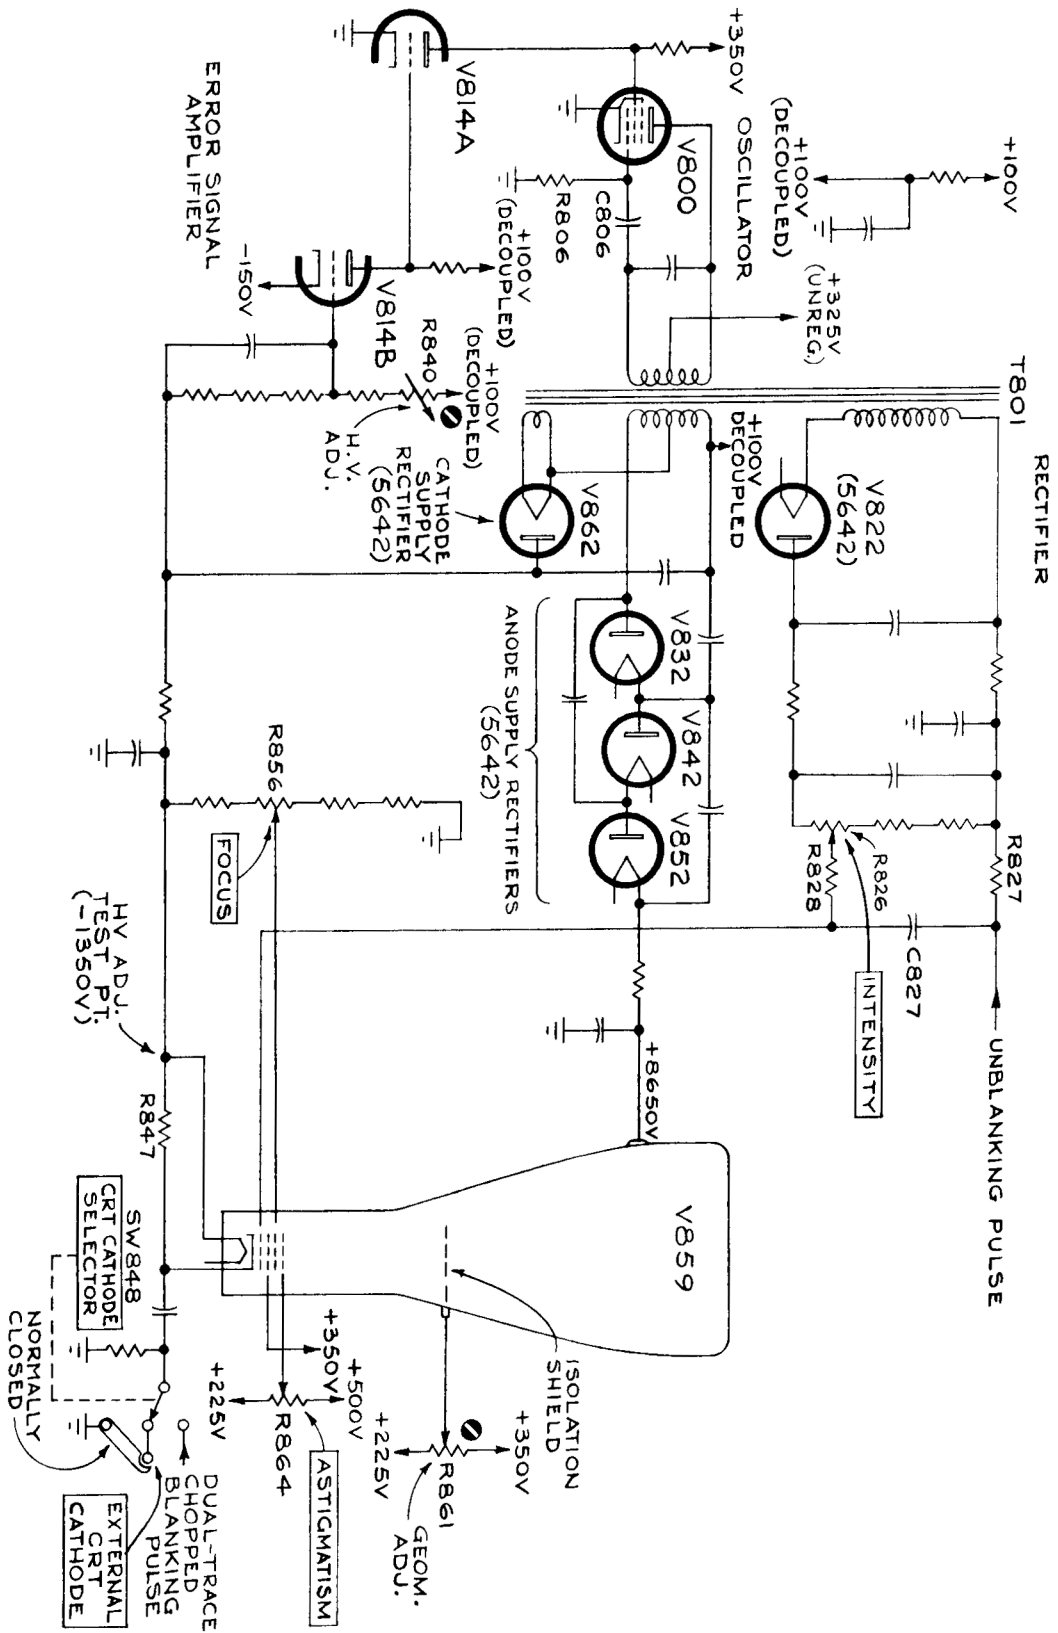 RECTIFIER
T801
+100V
+100V
(DECOUPLED)
+325V
(UNREG.)
V822
(5642)
R827
UNBLANKING PULSE
R826
R828
C827
INTENSITY
+350V
OSCILLATOR
V800
C806
R806
+100V
DECOUPLED
V832
V842
V852
ANODE SUPPLY RECTIFIERS
(5642)
+8650V
V859
ISOLATION
SHIELD
+350V
R861
GEOM.
ADJ.
+225V
V814A
+100V
(DECOUPLED)
V862
CATHODE
SUPPLY
RECTIFIER
(5642)
+100V
(DECOUPLED)
R840
H.V.
ADJ.
V814B
-150V
ERROR SIGNAL
AMPLIFIER
R856
FOCUS
HV ADJ.
TEST PT.
(-1350V)
R847
SW848
CRT CATHODE
SELECTOR
NORMALLY
CLOSED
+350V
+500V
R864
+225V
ASTIGMATISM
DUAL-TRACE
CHOPPED
BLANKING
PULSE
EXTERNAL
CRT
CATHODE